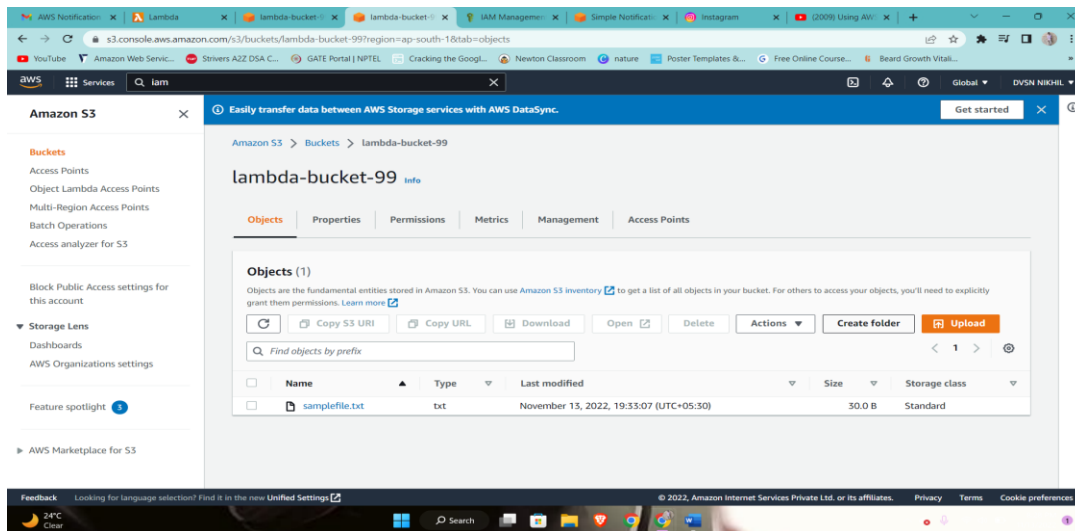 AWS Notification
Lambda
lambda-bucket-
lambda-bucket-
IAM Managemen
Simple Notificati
Instagram
(2009) Using AW
s3.console.aws.amazon.com/s3/buckets/lambda-bucket-99?region=ap-south-1&tab=objects
YouTube
Amazon Web Servic...
Strivers A2Z DSA C...
GATE Portal | NPTEL
Cracking the Googl...
Newton Classroom
nature
Poster Templates &...
Free Online Course...
Beard Growth Vitali...
aws
Services
iam
Global
DVSN NIKHIL
Amazon S3
Easily transfer data between AWS Storage services with AWS DataSync.
Get started
Buckets
Access Points
Object Lambda Access Points
Multi-Region Access Points
Batch Operations
Access analyzer for S3
Block Public Access settings for
this account
Storage Lens
Dashboards
AWS Organizations settings
Feature spotlight 3
AWS Marketplace for S3
Amazon S3 > Buckets > lambda-bucket-99
lambda-bucket-99 Info
Objects
Properties
Permissions
Metrics
Management
Access Points
Objects (1)
Objects are the fundamental entities stored in Amazon S3. You can use Amazon S3 inventory to get a list of all objects in your bucket. For others to access your objects, you'll need to explicitly
grant them permissions. Learn more
Copy S3 URI
Copy URL
Download
Open
Delete
Actions
Create folder
Upload
Find objects by prefix
1
Name
Type
Last modified
Size
Storage class
samplefile.txt
txt
November 13, 2022, 19:33:07 (UTC+05:30)
30.0 B
Standard
Feedback
Looking for language selection? Find it in the new Unified Settings
© 2022, Amazon Internet Services Private Ltd. or its affiliates.
Privacy
Terms
Cookie preferences
24°C
Clear
Search
1